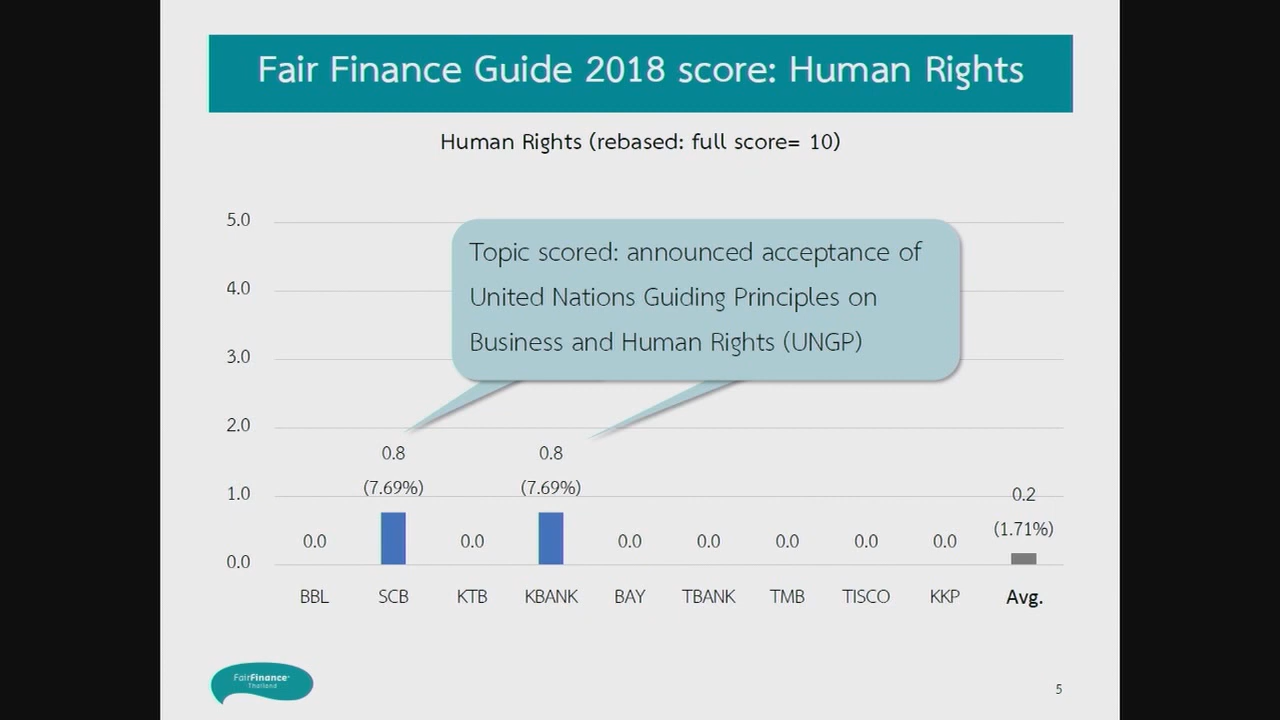 Fair Finance Guide 2018 score: Human Rights
Human Rights (rebased: full score= 10)
5.0
4.0
3.0
2.0
1.0
0.0
Topic scored: announced acceptance of
United Nations Guiding Principles on
Business and Human Rights (UNGP)
0.0
0.8
(7.69%)
0.0
0.8
(7.69%)
0.0
0.0
0.0
0.0
0.0
0.2
(1.71%)
BBL SCB KTB KBANK BAY TBANK TMB TISCO KKP Avg.
FairFinance
Thailand
5